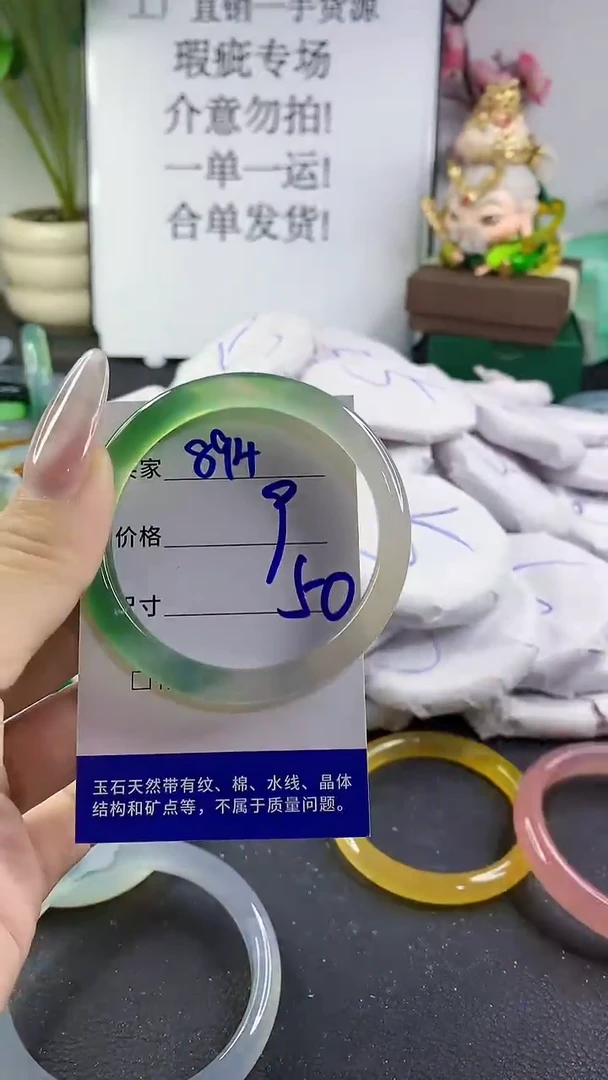 工厂直销一手货源
瑕疵专场
介意勿拍!
一单一运!
合单发货!
家 894
价格
寸 50
玉石天然带有纹、棉、水线、晶体
结构和矿点等，不属于质量问题。